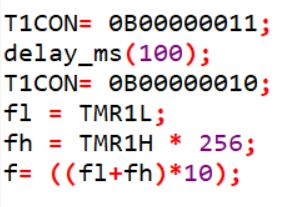 T1CON= 0B00000011;
delay_ms(100);
T1CON= 0B00000010;
fl = TMR1L;
fh = TMR1H * 256;
f= ((fl+fh)*10);